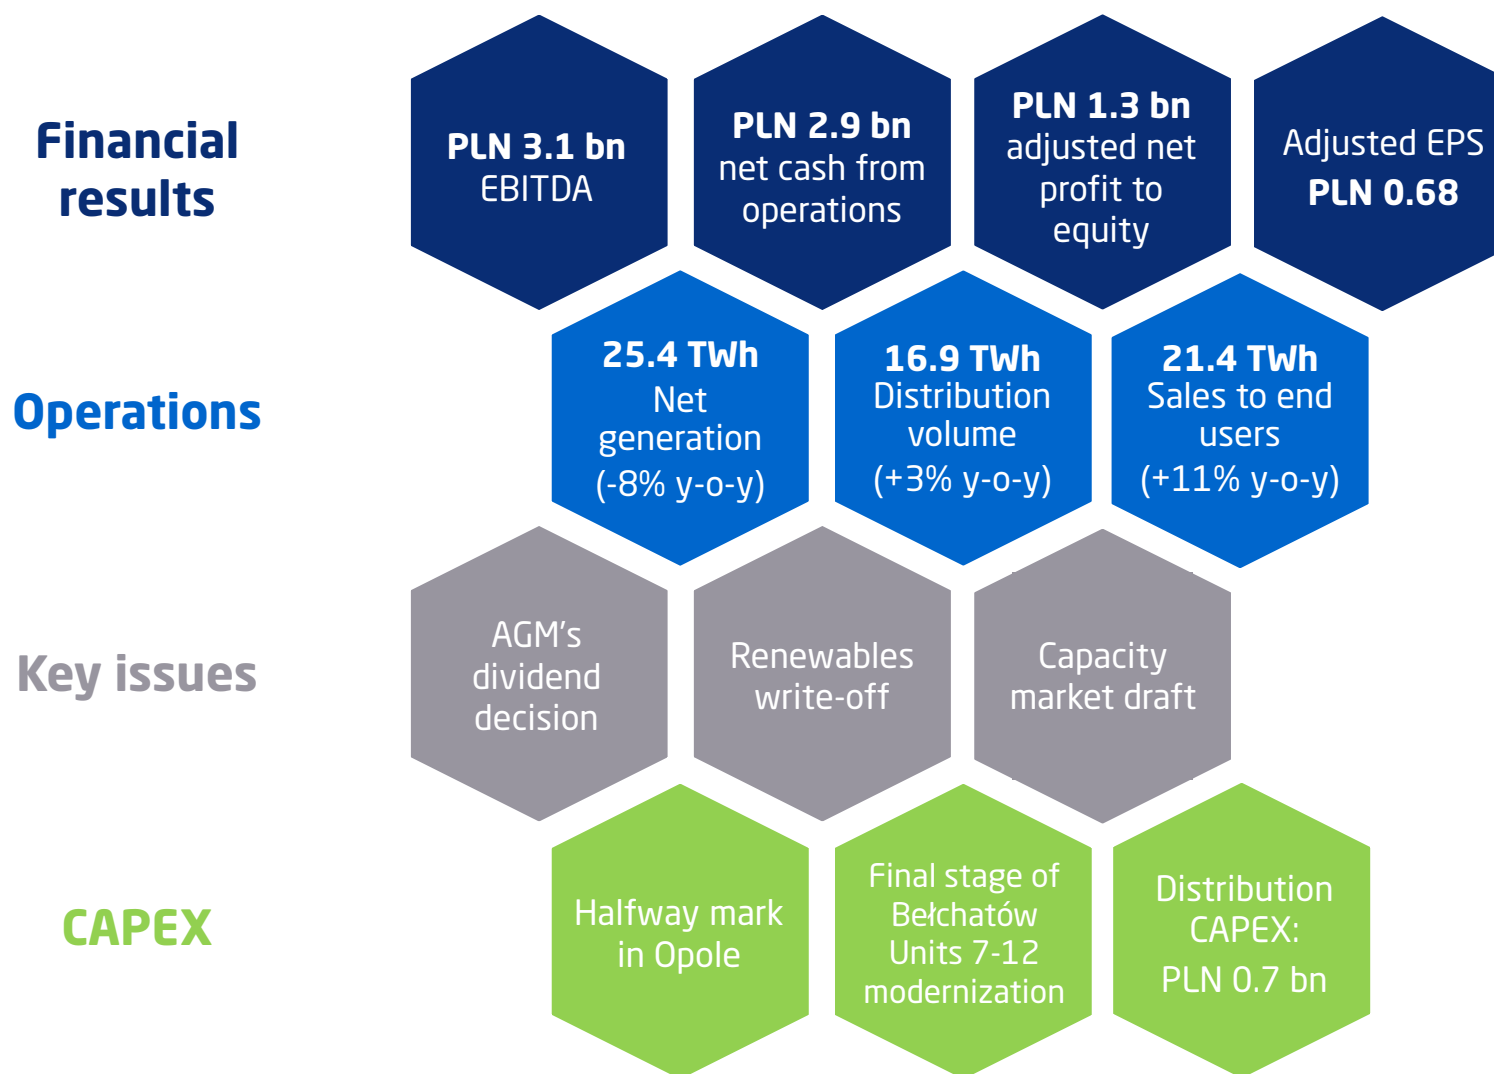 Financial
results
PLN 3.1 bn
EBITDA
PLN 2.9 bn
net cash from
operations
PLN 1.3 bn
adjusted net
profit to
equity
Adjusted EPS
PLN 0.68
Operations
25.4 TWh
Net
generation
(-8% y-o-y)
16.9 TWh
Distribution
volume
(+3% y-o-y)
21.4 TWh
Sales to end
users
(+11% y-o-y)
Key issues
AGM’s
dividend
decision
Renewables
write-off
Capacity
market draft
CAPEX
Halfway mark
in Opole
Final stage of
Bełchatów
Units 7-12
modernization
Distribution
CAPEX:
PLN 0.7 bn